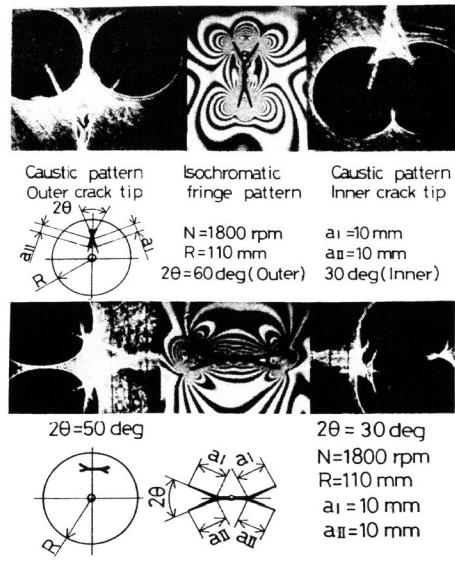 Caustic pattern Isochromatic Caustic pattern
Outer crack tip fringe pattern Inner crack tip
2θ
aII
aI
R
N=1800 rpm aI=10 mm
R=110 mm aII=10 mm
2θ=60 deg(Outer) 30 deg(Inner)
2θ=50 deg 2θ = 30 deg
N=1800 rpm
R=110 mm
aI=10 mm
aII=10 mm
R
2θ
aI aI
aII aII